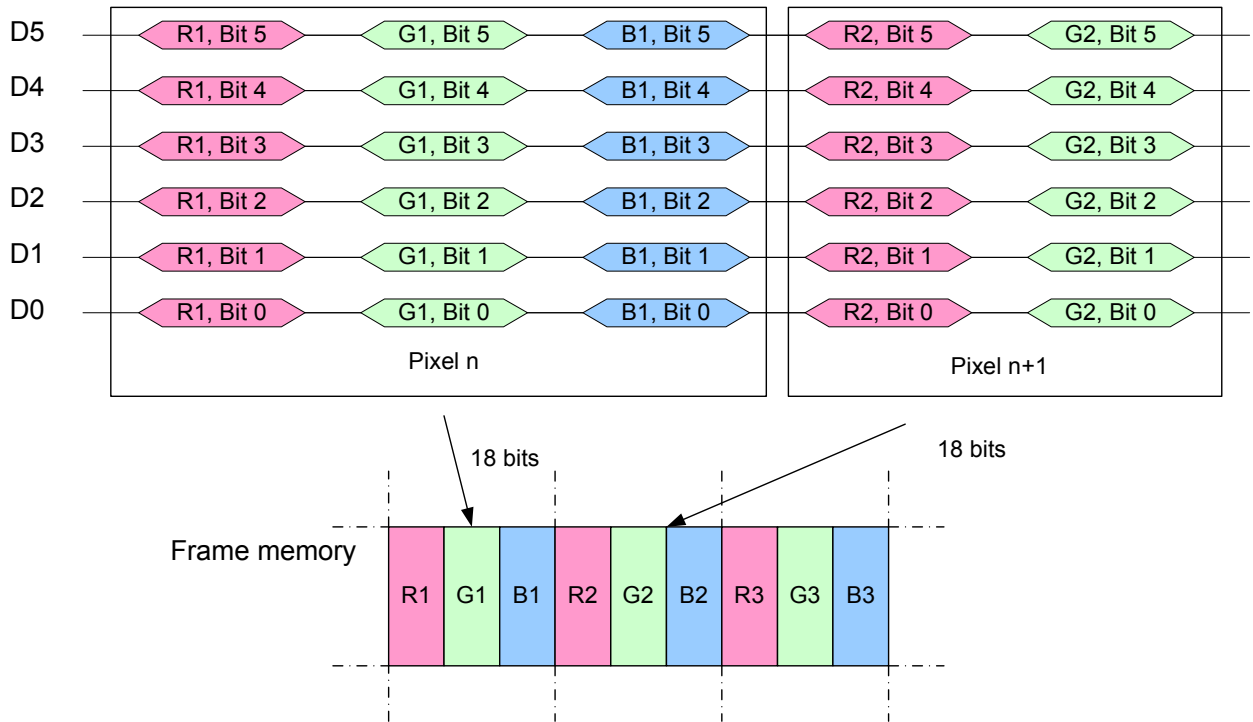 D5 R1, Bit 5 G1, Bit 5 B1, Bit 5 R2, Bit 5 G2, Bit 5
D4 R1, Bit 4 G1, Bit 4 B1, Bit 4 R2, Bit 4 G2, Bit 4
D3 R1, Bit 3 G1, Bit 3 B1, Bit 3 R2, Bit 3 G2, Bit 3
D2 R1, Bit 2 G1, Bit 2 B1, Bit 2 R2, Bit 2 G2, Bit 2
D1 R1, Bit 1 G1, Bit 1 B1, Bit 1 R2, Bit 1 G2, Bit 1
D0 R1, Bit 0 G1, Bit 0 B1, Bit 0 R2, Bit 0 G2, Bit 0
Pixel n Pixel n+1
18 bits 18 bits
Frame memory
R1 G1 B1 R2 G2 B2 R3 G3 B3